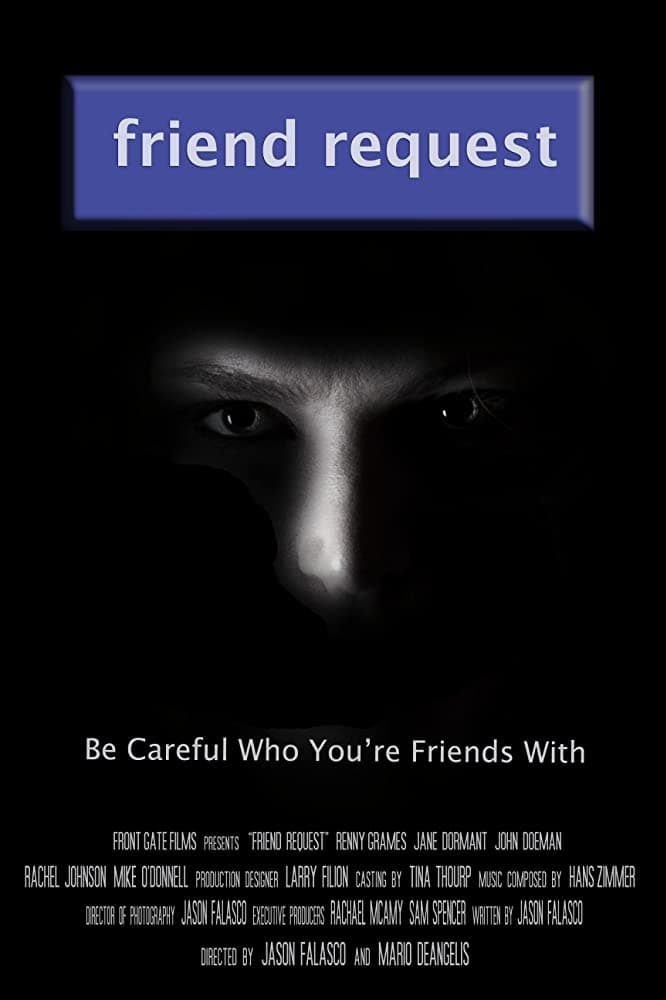 friend request
Be Careful Who You're Friends With
FRONT GATE FILMS PRESENTS "FRIEND REQUEST" RENNY GRAMES JANE DORMANT JOHN DOEMAN
RACHEL JOHNSON MIKE O'DONNELL PRODUCTION DESIGNER LARRY FILION CASTING BY TINA THOURP MUSIC COMPOSED BY HANS ZIMMER
DIRECTOR OF PHOTOGRAPHY JASON FALASCO EXECUTIVE PRODUCERS RACHAEL MCAMY SAM SPENCER WRITTEN BY JASON FALASCO
DIRECTED BY JASON FALASCO AND MARIO DEANGELIS